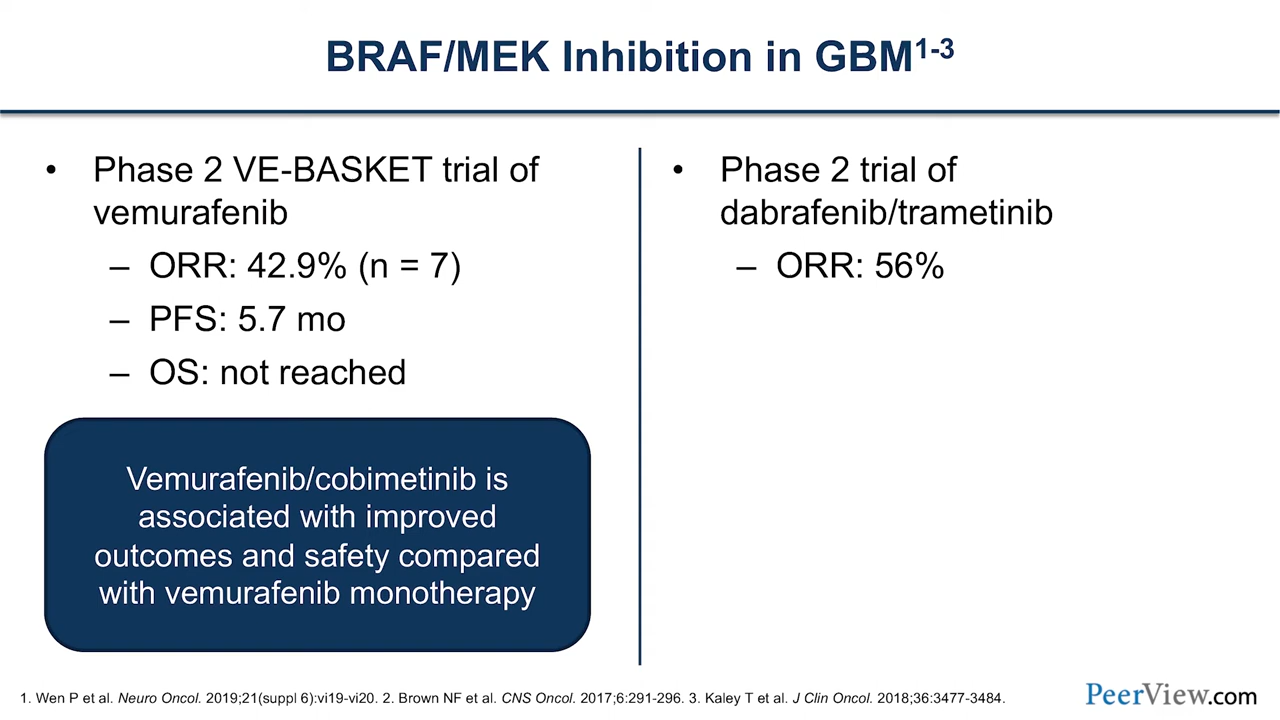 BRAF/MEK Inhibition in GBM1-3
• Phase 2 VE-BASKET trial of
vemurafenib
– ORR: 42.9% (n = 7)
– PFS: 5.7 mo
– OS: not reached
Vemurafenib/cobimetinib is
associated with improved
outcomes and safety compared
with vemurafenib monotherapy
• Phase 2 trial of
dabrafenib/trametinib
– ORR: 56%
1. Wen P et al. Neuro Oncol. 2019;21(suppl 6):vi19-vi20. 2. Brown NF et al. CNS Oncol. 2017;6:291-296. 3. Kaley T et al. J Clin Oncol. 2018;36:3477-3484.
PeerView.com